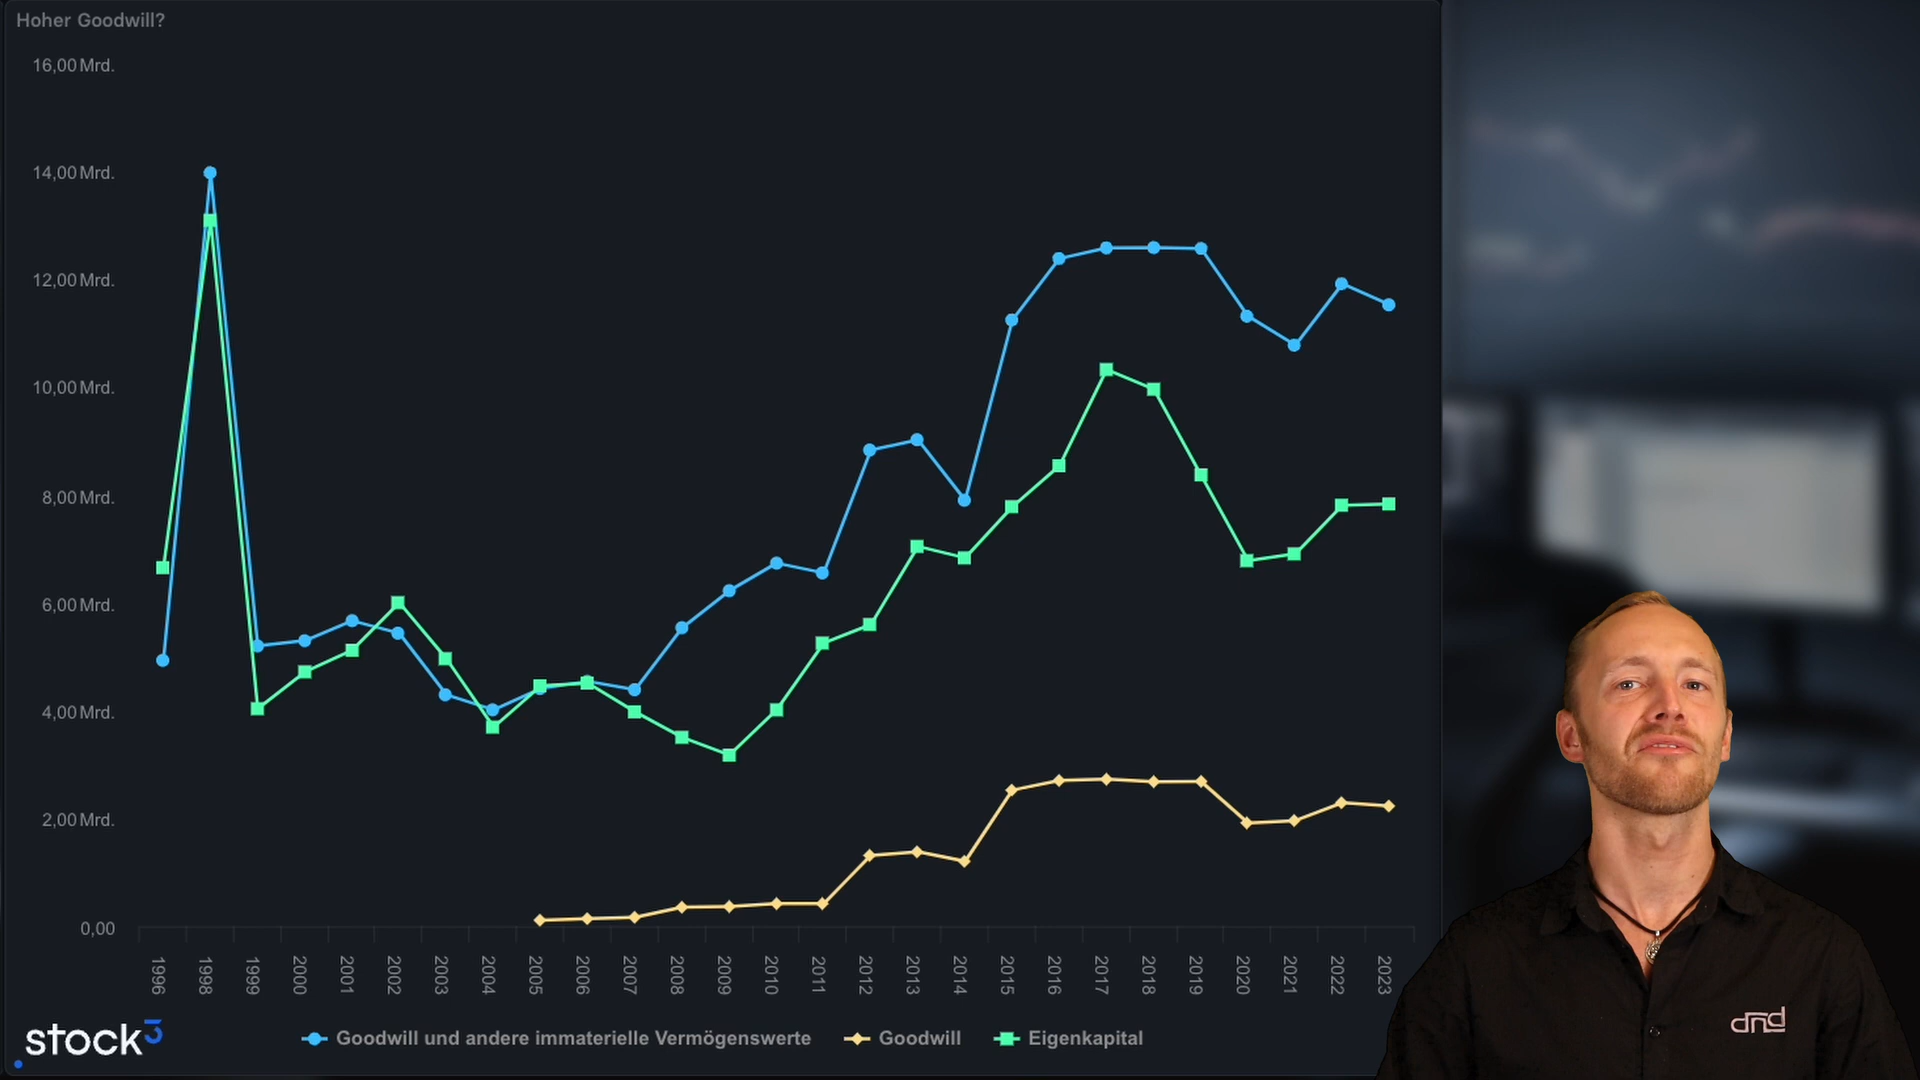 Hoher Goodwill?
16,00 Mrd.
14,00 Mrd.
12,00 Mrd.
10,00 Mrd.
8,00 Mrd.
6,00 Mrd.
4,00 Mrd.
2,00 Mrd.
0,00
1996 1998 1999 2000 2001 2002 2003 2004 2005 2006 2007 2008 2009 2010 2011 2012 2013 2014 2015 2016 2017 2018 2019 2020 2021 2022 2023
stock3
Goodwill und andere immaterielle Vermögenswerte Goodwill Eigenkapital